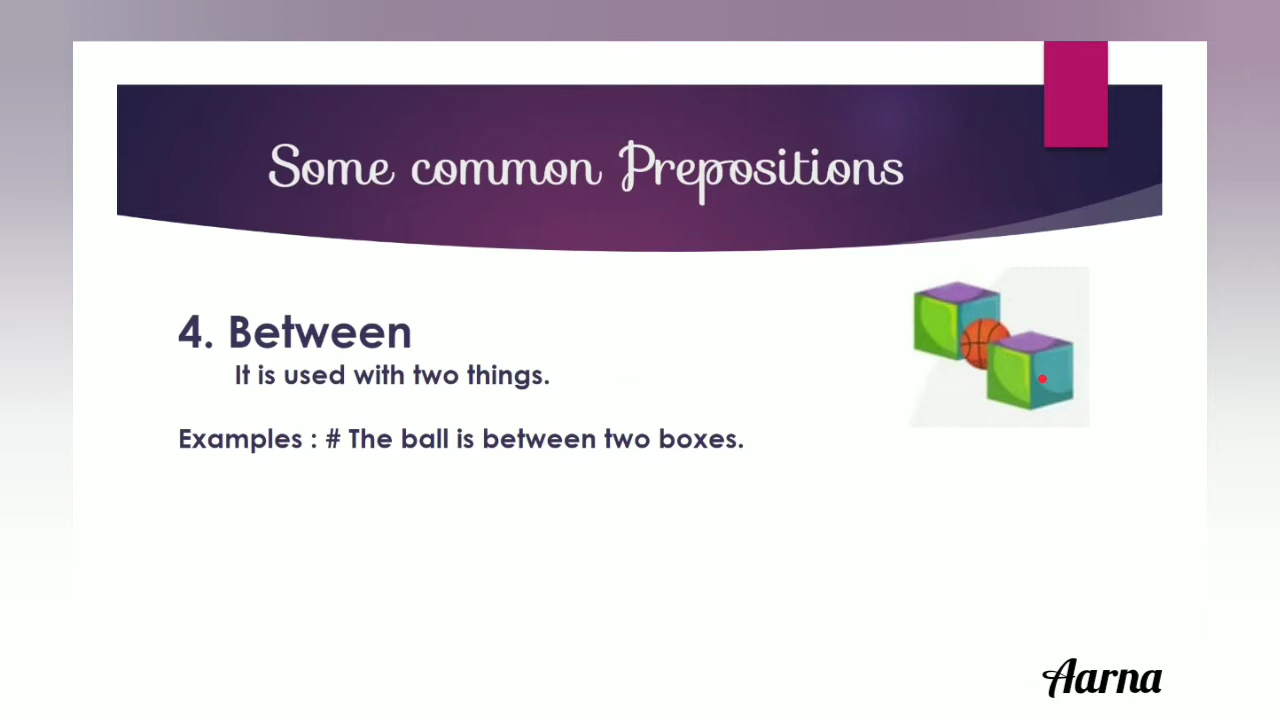 Some common Prepositions
4. Between
It is used with two things.
Examples : # The ball is between two boxes.
Aarna